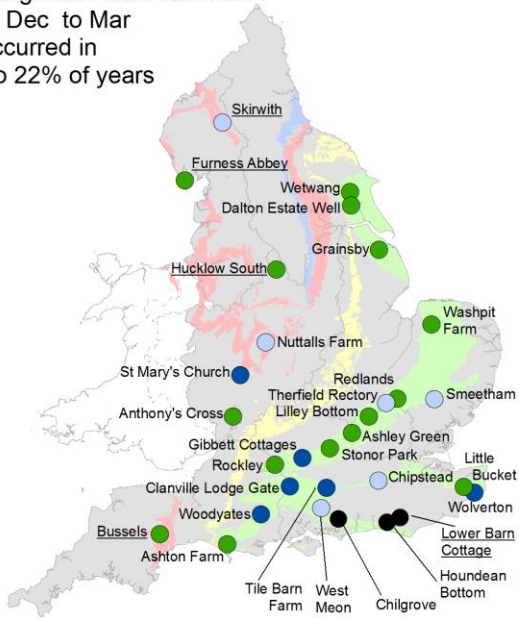 Dec to Mar
ccurred in
o 22% of years
Skirwith
Furness Abbey
Wetwang
Dalton Estate Well
Grainsby
Hucklow South
Washpit
Farm
Nuttalls Farm
St Mary's Church
Redlands
Therfield Rectory
Smeetham
Anthony's Cross
Lilley Bottom
Ashley Green
Gibbett Cottages
Stonor Park
Little
Bucket
Rockley
Chipstead
Clanville Lodge Gate
Wolverton
Woodyates
Lower Barn
Cottage
Bussels
Ashton Farm
Tile Barn
Farm
West
Meon
Chilgrove
Houndean
Bottom